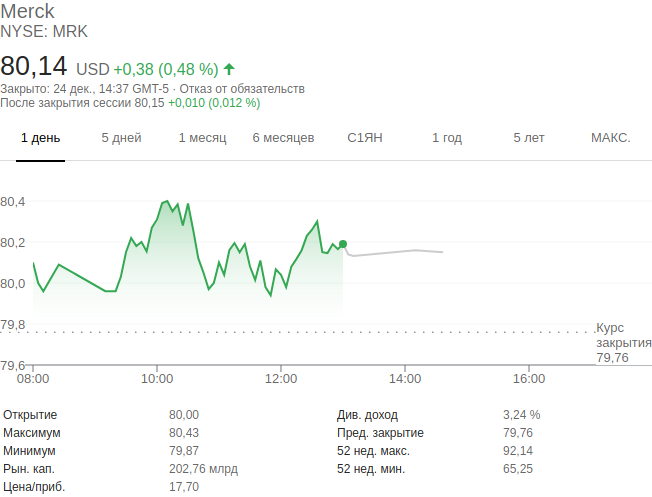 Merck
NYSE: MRK
80,14 USD +0,38 (0,48 %)
Закрыто: 24 дек., 14:37 GMT-5 · Отказ от обязательств
После закрытия сессии 80,15 +0,010 (0,012 %)
1 день 5 дней 1 месяц 6 месяцев С1ЯН 1 год 5 лет МАКС.
80,4
80,2
80,0
79,8
79,6
Курс
закрытия
79,76
08:00 10:00 12:00 14:00 16:00
Открытие 80,00 Див. доход 3,24 %
Максимум 80,43 Пред. закрытие 79,76
Минимум 79,87 52 нед. макс. 92,14
Рын. кап. 202,76 млрд 52 нед. мин. 65,25
Цена/приб. 17,70